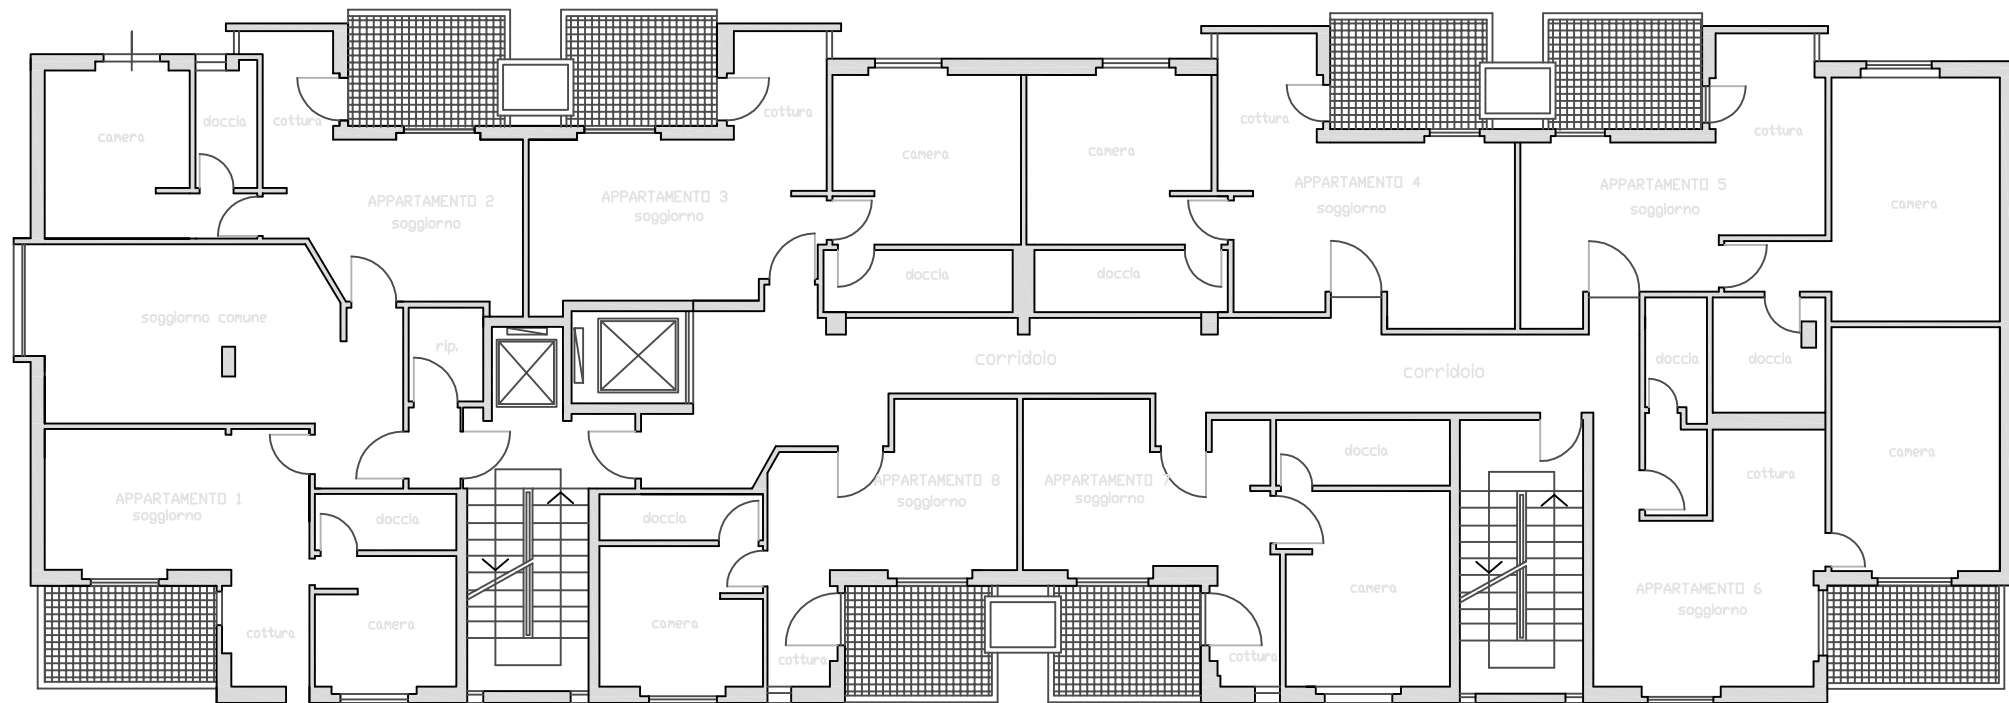 camera
doccia
cottura
APPARTAMENTO 2
soggiorno
APPARTAMENTO 3
soggiorno
cottura
camera
camera
cottura
APPARTAMENTO 4
soggiorno
APPARTAMENTO 5
soggiorno
cottura
camera
soggiorno comune
rip.
doccia
doccia
corridoio
corridoio
doccia
doccia
camera
APPARTAMENTO 1
soggiorno
doccia
camera
cottura
doccia
camera
cottura
APPARTAMENTO 8
soggiorno
APPARTAMENTO 7
soggiorno
doccia
camera
cottura
cottura
APPARTAMENTO 6
soggiorno